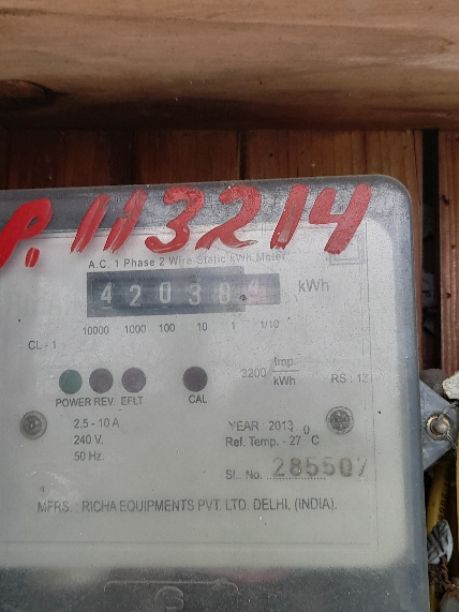 P. 113214
A.C. 1 Phase 2 Wire Static kWh Meter
42038 kWh
10000 1000 100 10 1 1/10
CL - 1
3200 Imp. / kWh
RS : 12
POWER REV. EFLT CAL
2.5 - 10 A
240 V.
50 Hz.
YEAR 2013
Ref. Temp. - 27 °C
SL. No. 285507
MFRS. : RICHA EQUIPMENTS PVT. LTD. DELHI, (INDIA).